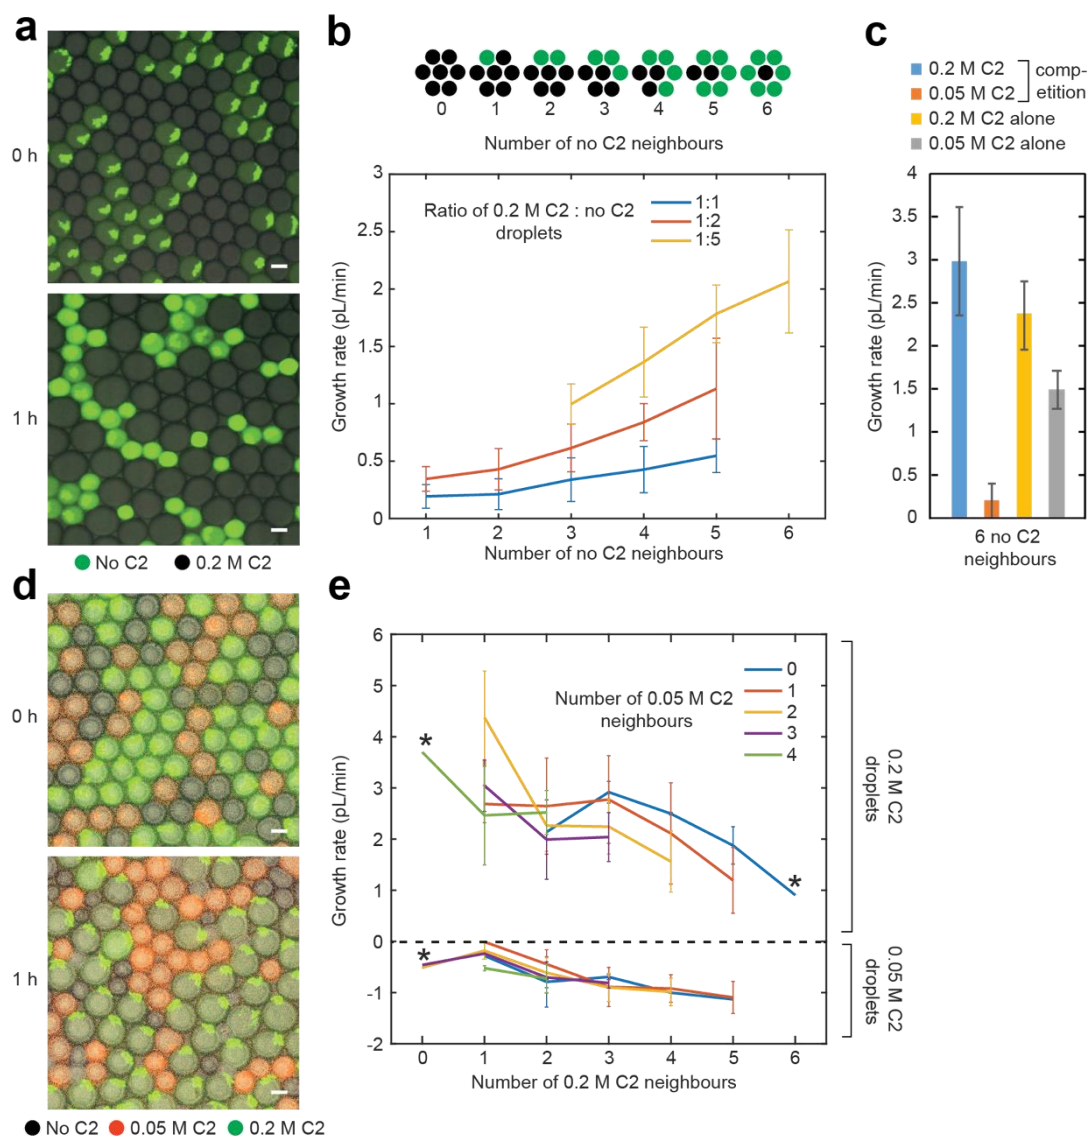 a
0 h
1 h
No C2 0.2 M C2
b
0 1 2 3 4 5 6
Number of no C2 neighbours
Ratio of 0.2 M C2 : no C2
droplets
1:1
1:2
1:5
Growth rate (pL/min)
3
2.5
2
1.5
1
0.5
0
1 2 3 4 5 6
Number of no C2 neighbours
c
0.2 M C2
0.05 M C2
comp-
etition
0.2 M C2 alone
0.05 M C2 alone
Growth rate (pL/min)
4
3.5
3
2.5
2
1.5
1
0.5
0
6 no C2
neighbours
d
0 h
1 h
No C2 0.05 M C2 0.2 M C2
e
Growth rate (pL/min)
6
5
4
3
2
1
0
-1
-2
Number of 0.05 M C2
neighbours
0
1
2
3
4
*
*
*
0.2 M C2
droplets
0.05 M C2
droplets
0 1 2 3 4 5 6
Number of 0.2 M C2 neighbours